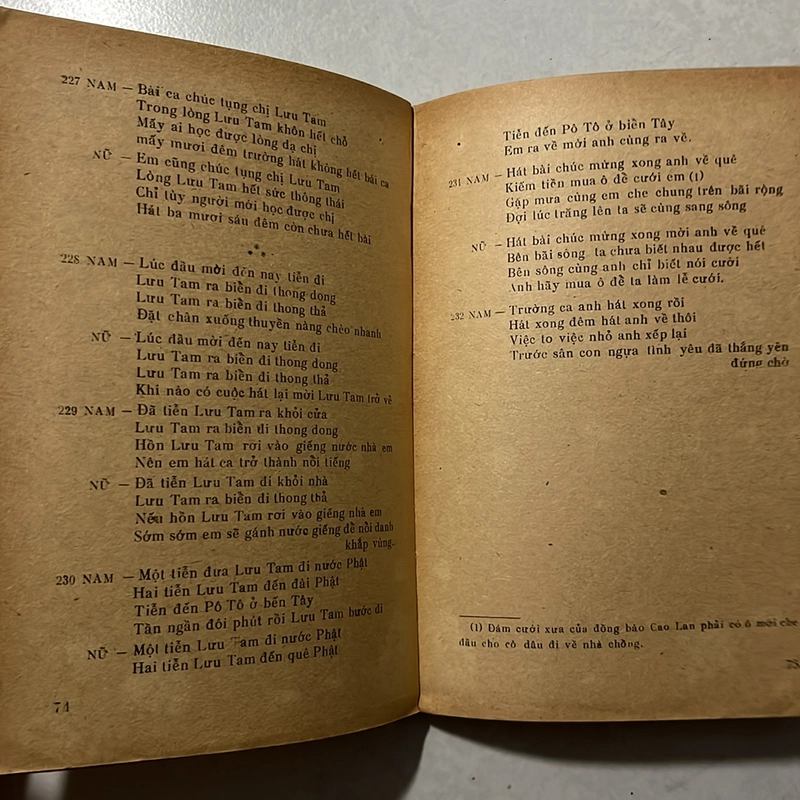 227 NAM — Bài ca chúc tụng chị Lưu Tam
Trong lòng Lưu Tam khôn hết chỗ
Mấy ai học được lòng dạ chị
mấy mươi đêm trường hát không hết bài ca
NỮ — Em cũng chúc tụng chị Lưu Tam
Lòng Lưu Tam hết sức thông thái
Chỉ tùy người mới học được chị
Hát ba mươi sáu đêm còn chưa hết bài
228 NAM — Lúc đầu mời đến nay tiễn đi
Lưu Tam ra biển đi thong dong
Lưu Tam ra biển đi thong thả
Đặt chân xuống thuyền nàng chèo nhanh
NỮ — Lúc đầu mời đến nay tiễn đi
Lưu Tam ra biển đi thong dong
Lưu Tam ra biển đi thong thả
Khi nào có cuộc hát lại mời Lưu Tam trở về
229 NAM — Đã tiễn Lưu Tam ra khỏi cửa
Lưu Tam ra biển đi thong dong
Hồn Lưu Tam rơi vào giếng nước nhà em
Nên em hát ca trở thành nổi tiếng
NỮ — Đã tiễn Lưu Tam đi khỏi nhà
Lưu Tam ra biển đi thong thả
Nếu hồn Lưu Tam rơi vào giếng nhà em
Sớm sớm em sẽ gánh nước giếng để nổi danh
khắp vùng.
230 NAM — Một tiễn đưa Lưu Tam đi nước Phật
Hai tiễn Lưu Tam đến đài Phật
Tiễn đến Pô Tô ở bến Tây
Tần ngần đôi phút rồi Lưu Tam bước đi
NỮ — Một tiễn Lưu Tam đi nước Phật
Hai tiễn Lưu Tam đến quê Phật
74
Tiễn đến Pô Tô ở biển Tây
Em ra về mời anh cùng ra về.
231 NAM — Hát bài chúc mừng xong anh về quê
Kiếm tiền mua ô để cưới em (1)
Gặp mưa cùng em che chung trên bãi rộng
Đợi lúc trăng lên ta sẽ cùng sang sông
NỮ — Hát bài chúc mừng xong mời anh về quê
Bên bãi sông ta chưa biết nhau được hết
Bên sông cùng anh chỉ biết nói cười
Anh hãy mua ô để ta làm lễ cưới.
232 NAM — Trường ca anh hát xong rồi
Hát xong đêm hát anh về thôi
Việc to việc nhỏ anh xếp lại
Trước sân con ngựa tình yêu đã thắng yên
đứng chờ
(1) Đám cưới xưa của đồng bào Cao Lan phải có ô mới che
đầu cho cô dâu đi về nhà chồng.
75